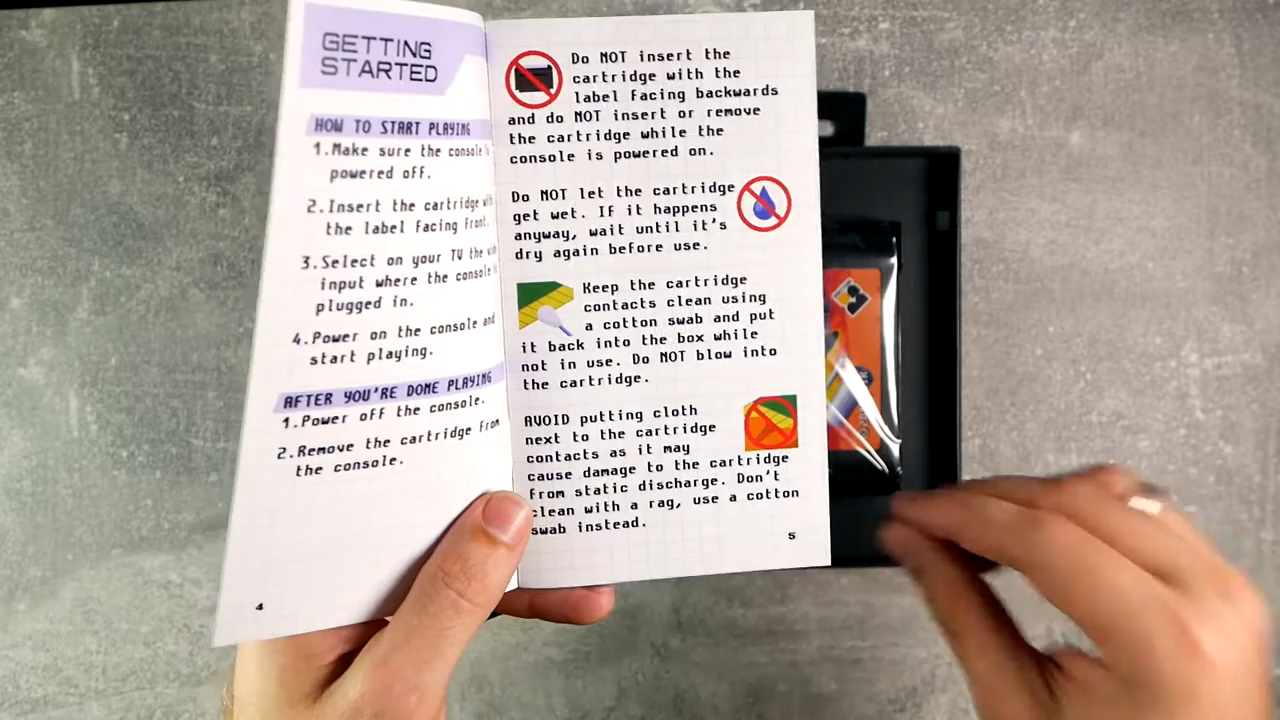 GETTING
STARTED
HOW TO START PLAYING
1.Make sure the console
powered off.
2.Insert the cartridge
the label facing front.
3.Select on your TV the
input where the console
plugged in.
4.Power on the console and
start playing.
AFTER YOU'RE DONE PLAYING
1.Power off the console.
2.Remove the cartridge from
the console.
4
Do NOT insert the
cartridge with the
label facing backwards
and do NOT insert or remove
the cartridge while the
console is powered on.
Do NOT let the cartridge
get wet. If it happens
anyway, wait until it's
dry again before use.
Keep the cartridge
contacts clean using
a cotton swab and put
it back into the box while
not in use. Do NOT blow into
the cartridge.
AVOID putting cloth
next to the cartridge
contacts as it may
cause damage to the cartridge
from static discharge. Don't
clean with a rag, use a cotton
swab instead.
5